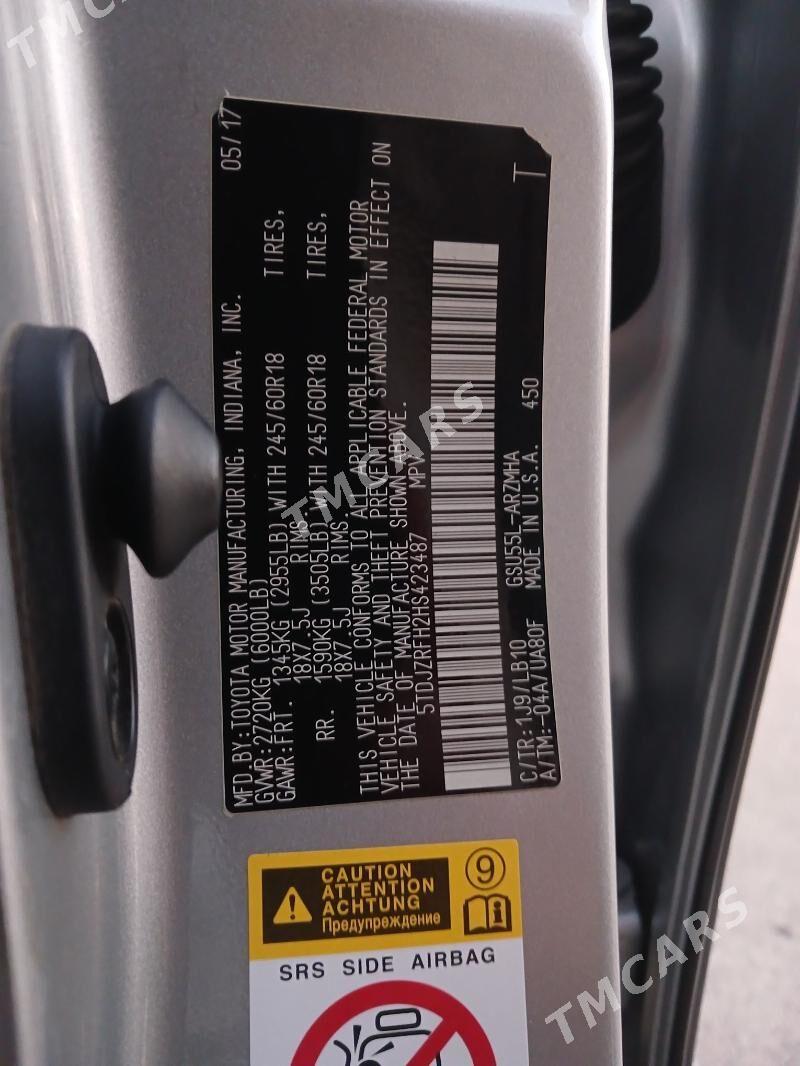 MFD.BY:TOYOTA MOTOR MANUFACTURING, INDIANA, INC. 05/17
GVWR:2720KG (6000LB)
GAWR:FRT. 1345KG (2955LB) WITH 245/60R18 TIRES,
18X7.5J RIMS,
RR. 1590KG (3505LB) WITH 245/60R18 TIRES,
18X7.5J RIMS.
THIS VEHICLE CONFORMS TO ALL APPLICABLE FEDERAL MOTOR
VEHICLE SAFETY AND THEFT PREVENTION STANDARDS IN EFFECT ON
THE DATE OF MANUFACTURE SHOWN ABOVE.
5TDJZRFH2HS423487 MPV
C/TR:1J9/LB10 GSU55L-ARZMHA
A/TM:-04A/UA80F MADE IN U.S.A. 450 T
CAUTION
ATTENTION
ACHTUNG
Предупреждение
9
SRS SIDE AIRBAG
TMCARS
TMCARS
TMCARS
TMCARS